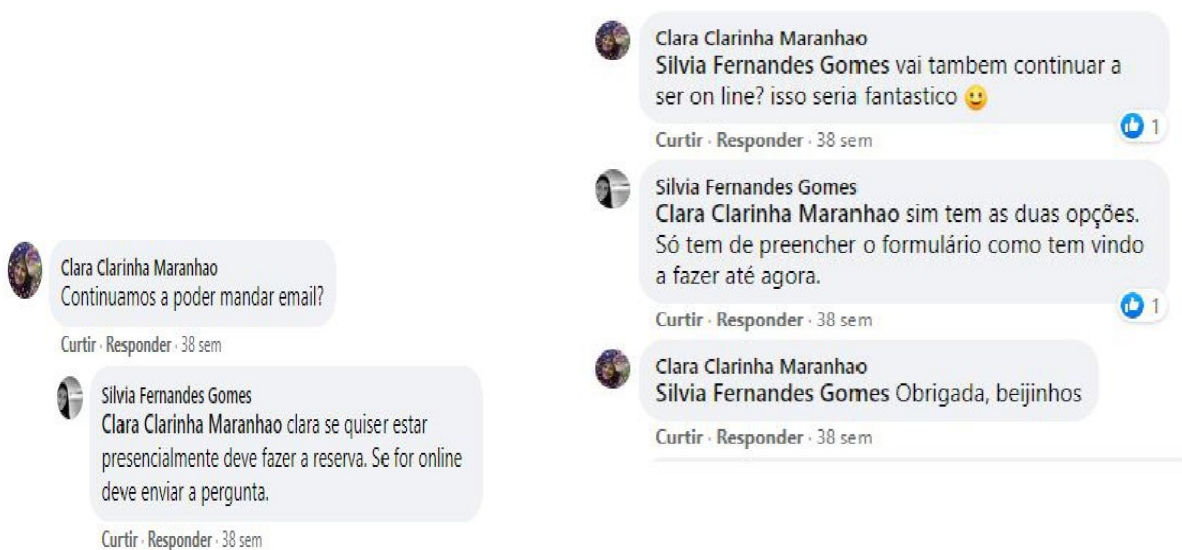 Clara Clarinha Maranhao
Continuamos a poder mandar email?
Curtir · Responder · 38 sem
Silvia Fernandes Gomes
Clara Clarinha Maranhao clara se quiser estar
presencialmente deve fazer a reserva. Se for online
deve enviar a pergunta.
Curtir · Responder · 38 sem
Clara Clarinha Maranhao
Silvia Fernandes Gomes vai tambem continuar a
ser on line? isso seria fantastico 🙂
1
Curtir · Responder · 38 sem
Silvia Fernandes Gomes
Clara Clarinha Maranhao sim tem as duas opções.
Só tem de preencher o formulário como tem vindo
a fazer até agora.
1
Curtir · Responder · 38 sem
Clara Clarinha Maranhao
Silvia Fernandes Gomes Obrigada, beijinhos
Curtir · Responder · 38 sem